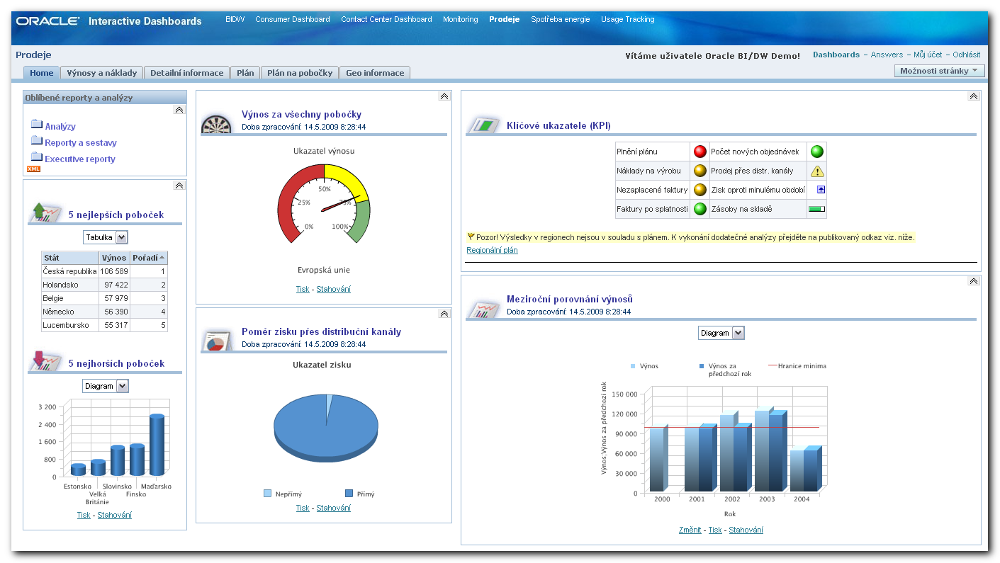 ORACLE Interactive Dashboards BIDW Consumer Dashboard Contact Center Dashboard Monitoring Prodeje Spotřeba energie Usage Tracking
Prodeje
Vítáme uživatele Oracle BI/DW Demo! Dashboards - Answers - Můj účet - Odhlásit
Home Výnosy a náklady Detailní informace Plán Plán na pobočky Geo informace
Možnosti stránky
Oblíbené reporty a analýzy
Analýzy
Reporty a sestavy
Executive reporty
XML
5 nejlepších poboček
Tabulka
Stát Výnos Pořadí
Česká republika 106 589 1
Holandsko 97 422 2
Belgie 57 979 3
Německo 56 390 4
Lucembursko 55 317 5
5 nejhorších poboček
Diagram
3 200
2 400
1 600
800
0
Estonsko Slovinsko Maďarsko
Velká Británie Finsko
Tisk - Stahování
Výnos za všechny pobočky
Doba zpracování: 14.5.2009 8:28:44
Ukazatel výnosu
50%
25% 75%
0% 100%
Evropská unie
Tisk - Stahování
Poměr zisku přes distribuční kanály
Doba zpracování: 14.5.2009 8:28:44
Ukazatel zisku
Nepřímý Přímý
Tisk - Stahování
Klíčové ukazatele (KPI)
Plnění plánu Počet nových objednávek
Náklady na výrobu Prodej přes distr. kanály
Nezaplacené faktury Zisk oproti minulému období
Faktury po splatnosti Zásoby na skladě
Pozor! Výsledky v regionech nejsou v souladu s plánem. K vykonání dodatečné analýzy přejděte na publikovaný odkaz viz. níže.
Regionální plán
Meziroční porovnání výnosů
Doba zpracování: 14.5.2009 8:28:44
Diagram
Výnos Výnos za Hranice minima
předchozí rok
Výnos;Výnos za předchozí rok
150 000
120 000
90 000
60 000
30 000
0
2000 2001 2002 2003 2004
Rok
Změnit - Tisk - Stahování